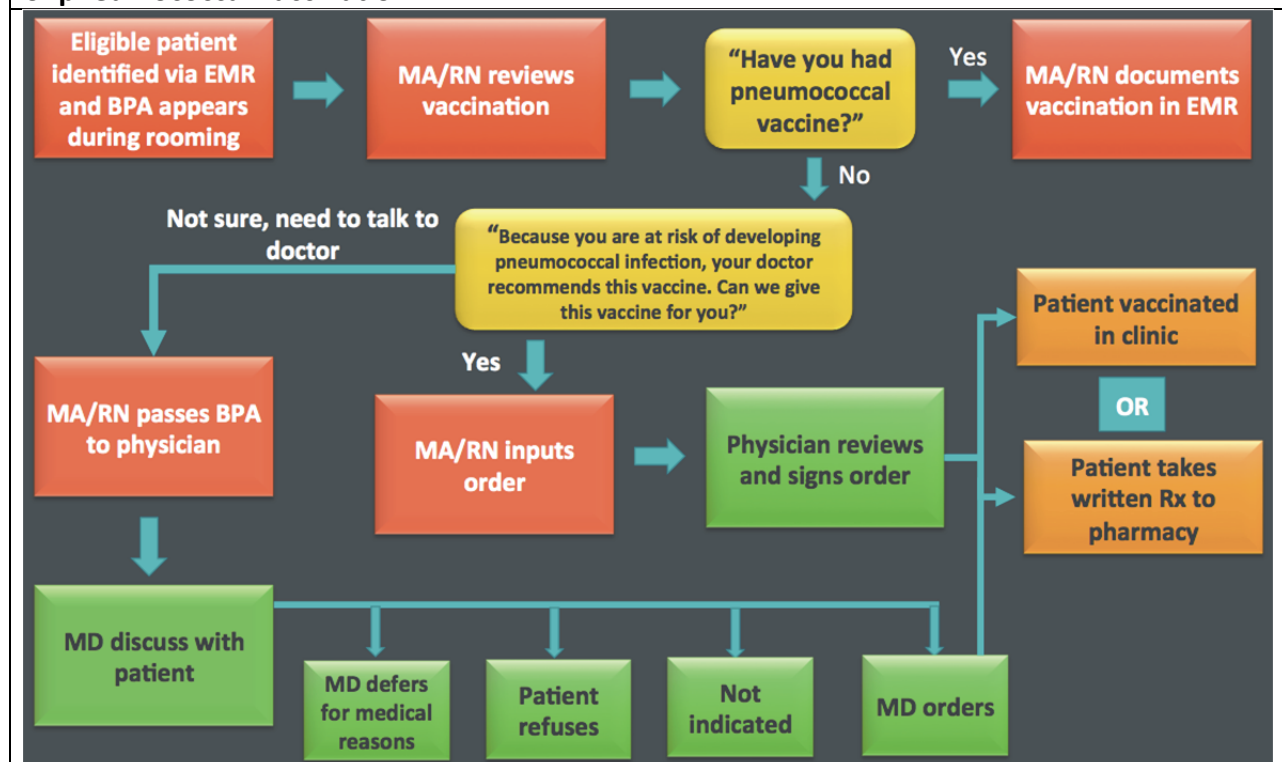 Eligible patient
identified via EMR
and BPA appears
during rooming
MA/RN reviews
vaccination
“Have you had
pneumococcal
vaccine?”
Yes
MA/RN documents
vaccination in EMR
No
Not sure, need to talk to
doctor
“Because you are at risk of developing
pneumococcal infection, your doctor
recommends this vaccine. Can we give
this vaccine for you?”
Yes
MA/RN passes BPA
to physician
MA/RN inputs
order
Physician reviews
and signs order
Patient vaccinated
in clinic
OR
Patient takes
written Rx to
pharmacy
MD discuss with
patient
MD defers
for medical
reasons
Patient
refuses
Not
indicated
MD orders